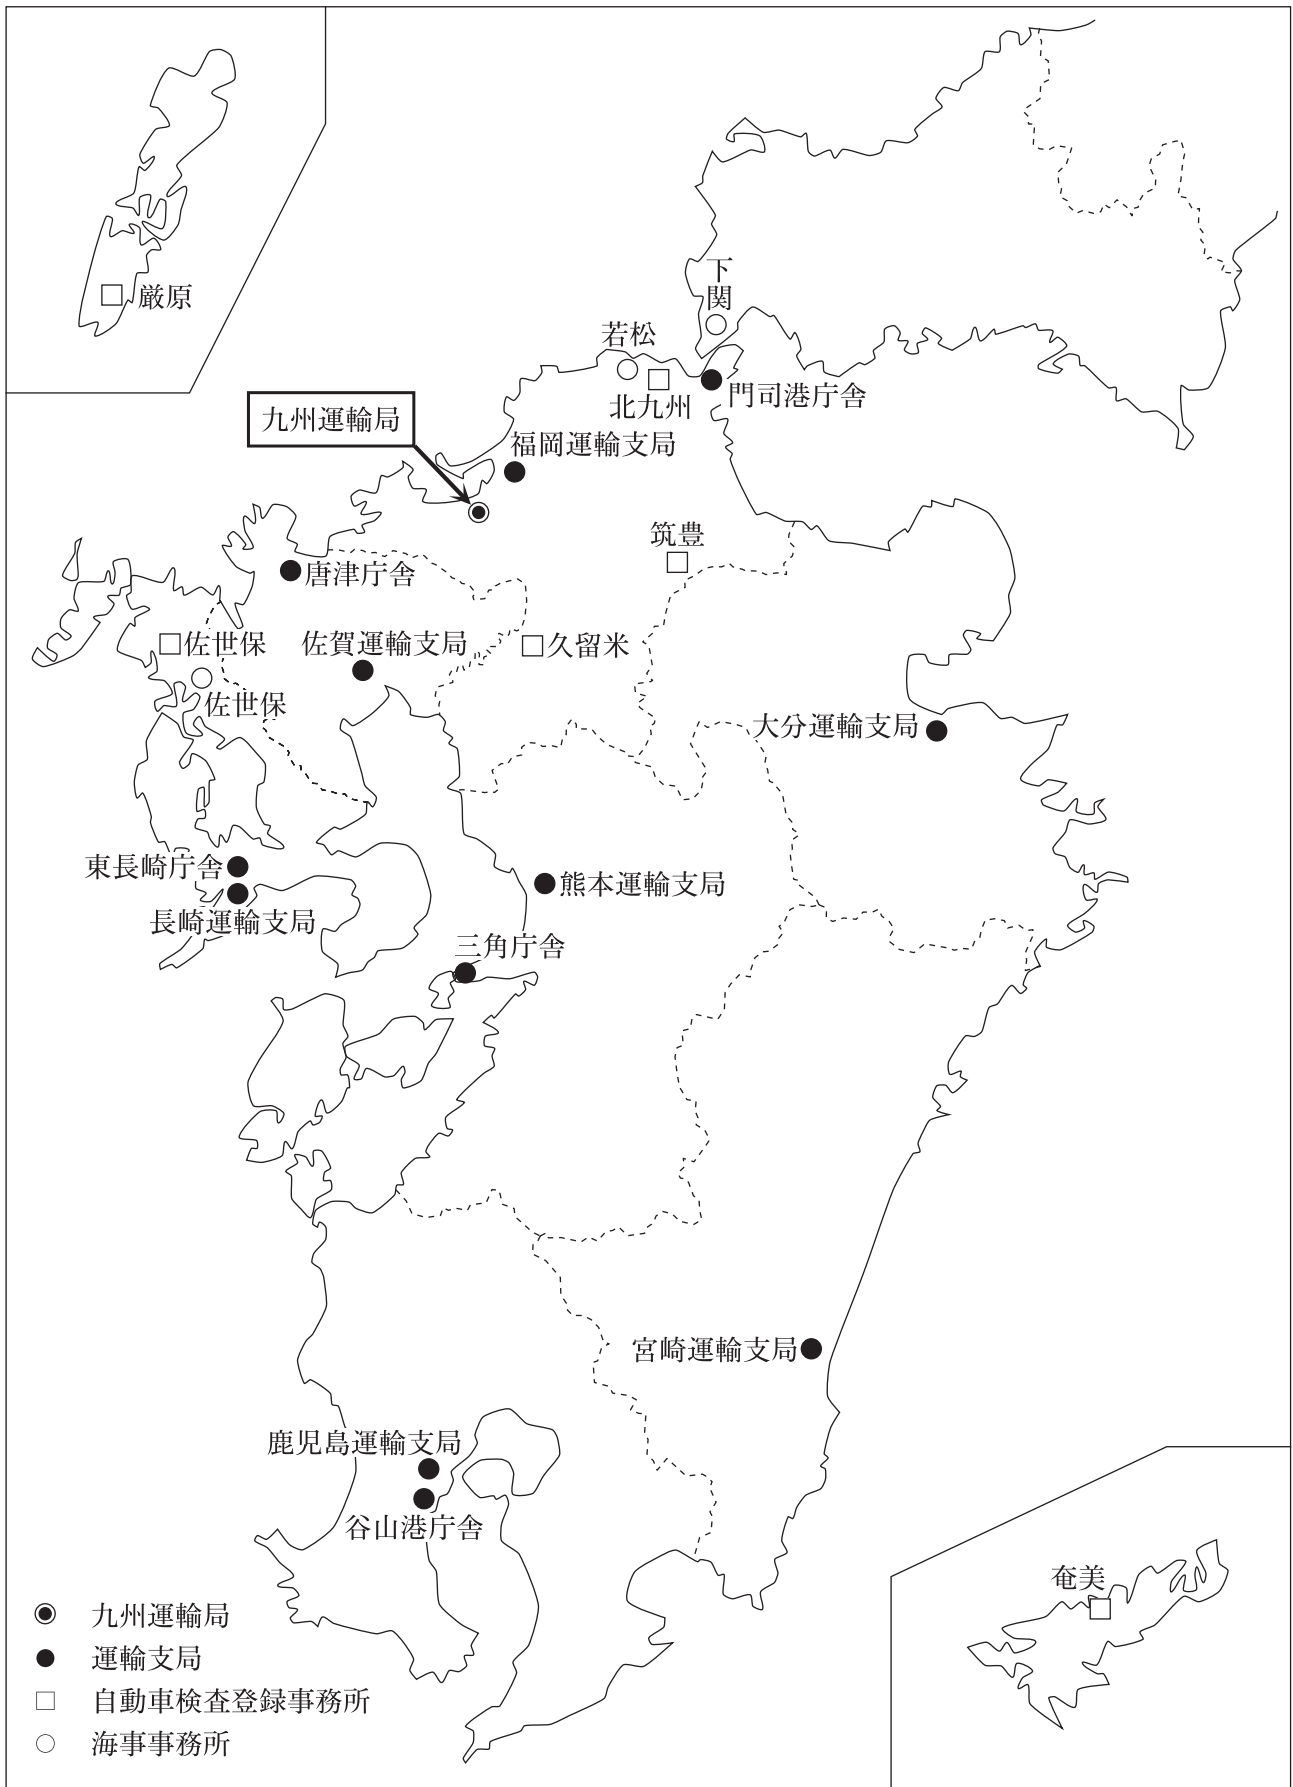 厳原
下
関
若松
北九州
門司港庁舎
九州運輸局
福岡運輸支局
筑豊
唐津庁舎
佐世保
佐賀運輸支局
久留米
佐世保
大分運輸支局
東長崎庁舎
熊本運輸支局
長崎運輸支局
三角庁舎
宮崎運輸支局
鹿児島運輸支局
谷山港庁舎
奄美
九州運輸局
運輸支局
自動車検査登録事務所
海事事務所